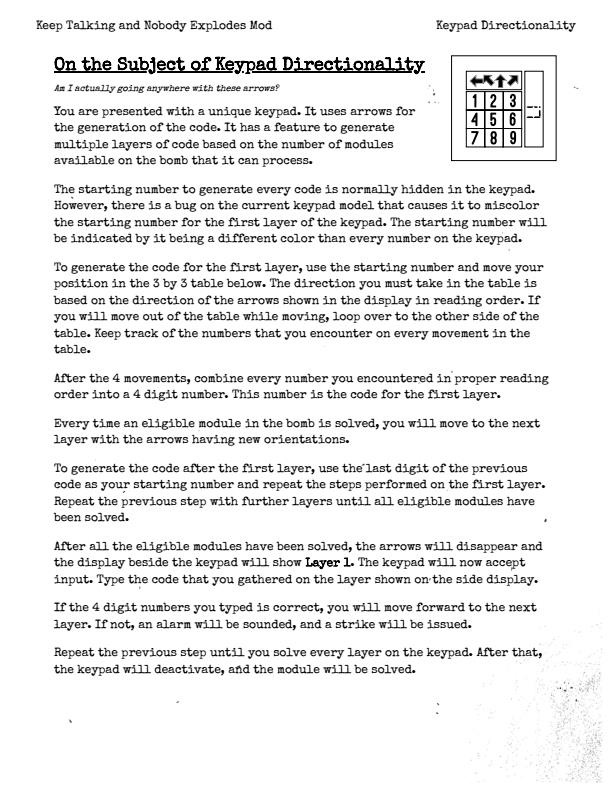 Keep Talking and Nobody Explodes Mod
Keypad Directionality
On the Subject of Keypad Directionality
Am I actually going anywhere with these arrows?
You are presented with a unique keypad. It uses arrows for
the generation of the code. It has a feature to generate
multiple layers of code based on the number of modules
available on the bomb that it can process.
1 2 3
4 5 6
7 8 9
The starting number to generate every code is normally hidden in the keypad.
However, there is a bug on the current keypad model that causes it to miscolor
the starting number for the first layer of the keypad. The starting number will
be indicated by it being a different color than every number on the keypad.
To generate the code for the first layer, use the starting number and move your
position in the 3 by 3 table below. The direction you must take in the table is
based on the direction of the arrows shown in the display in reading order. If
you will move out of the table while moving, loop over to the other side of the
table. Keep track of the numbers that you encounter on every movement in the
table.
After the 4 movements, combine every number you encountered in proper reading
order into a 4 digit number. This number is the code for the first layer.
Every time an eligible module in the bomb is solved, you will move to the next
layer with the arrows having new orientations.
To generate the code after the first layer, use the last digit of the previous
code as your starting number and repeat the steps performed on the first layer.
Repeat the previous step with further layers until all eligible modules have
been solved.
After all the eligible modules have been solved, the arrows will disappear and
the display beside the keypad will show Layer 1. The keypad will now accept
input. Type the code that you gathered on the layer shown on the side display.
If the 4 digit numbers you typed is correct, you will move forward to the next
layer. If not, an alarm will be sounded, and a strike will be issued.
Repeat the previous step until you solve every layer on the keypad. After that,
the keypad will deactivate, and the module will be solved.